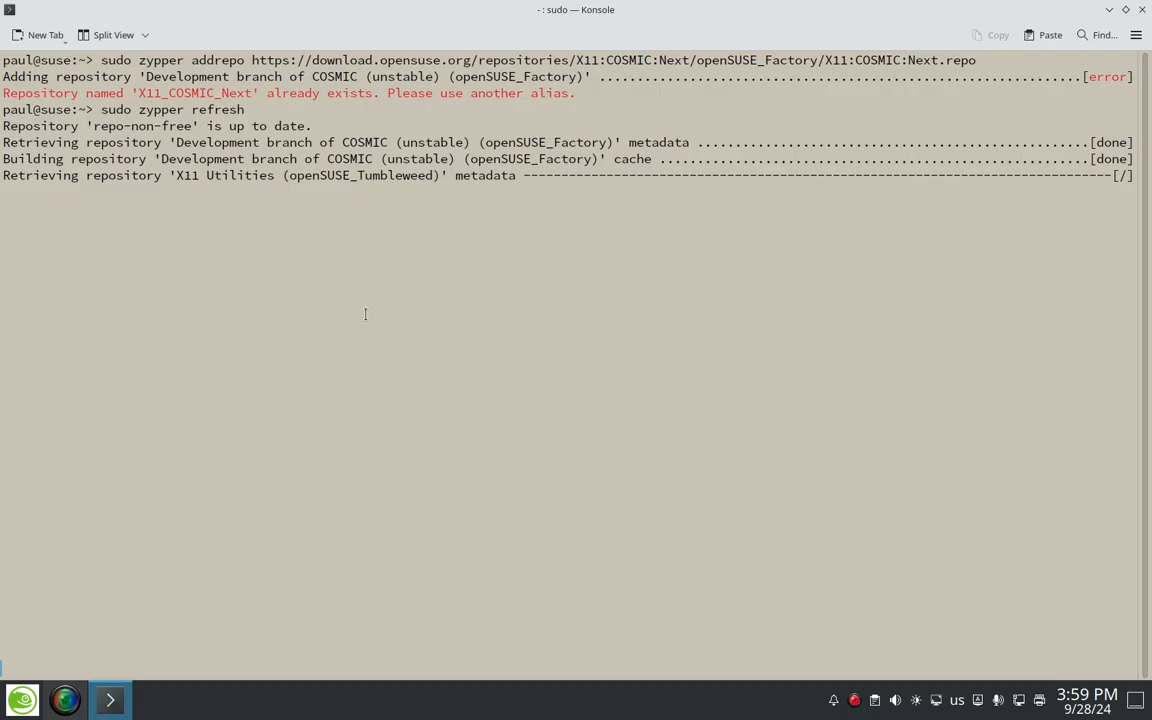 - : sudo — Konsole
New Tab Split View Copy Paste Find...
paul@suse:~> sudo zypper addrepo https://download.opensuse.org/repositories/X11:COSMIC:Next/openSUSE_Factory/X11:COSMIC:Next.repo
Adding repository 'Development branch of COSMIC (unstable) (openSUSE_Factory)' ................................................................[error]
Repository named 'X11_COSMIC_Next' already exists. Please use another alias.
paul@suse:~> sudo zypper refresh
Repository 'repo-non-free' is up to date.
Retrieving repository 'Development branch of COSMIC (unstable) (openSUSE_Factory)' metadata ....................................................[done]
Building repository 'Development branch of COSMIC (unstable) (openSUSE_Factory)' cache .........................................................[done]
Retrieving repository 'X11 Utilities (openSUSE_Tumbleweed)' metadata ------------------------------------------------------------------------------[/]
us
3:59 PM
9/28/24